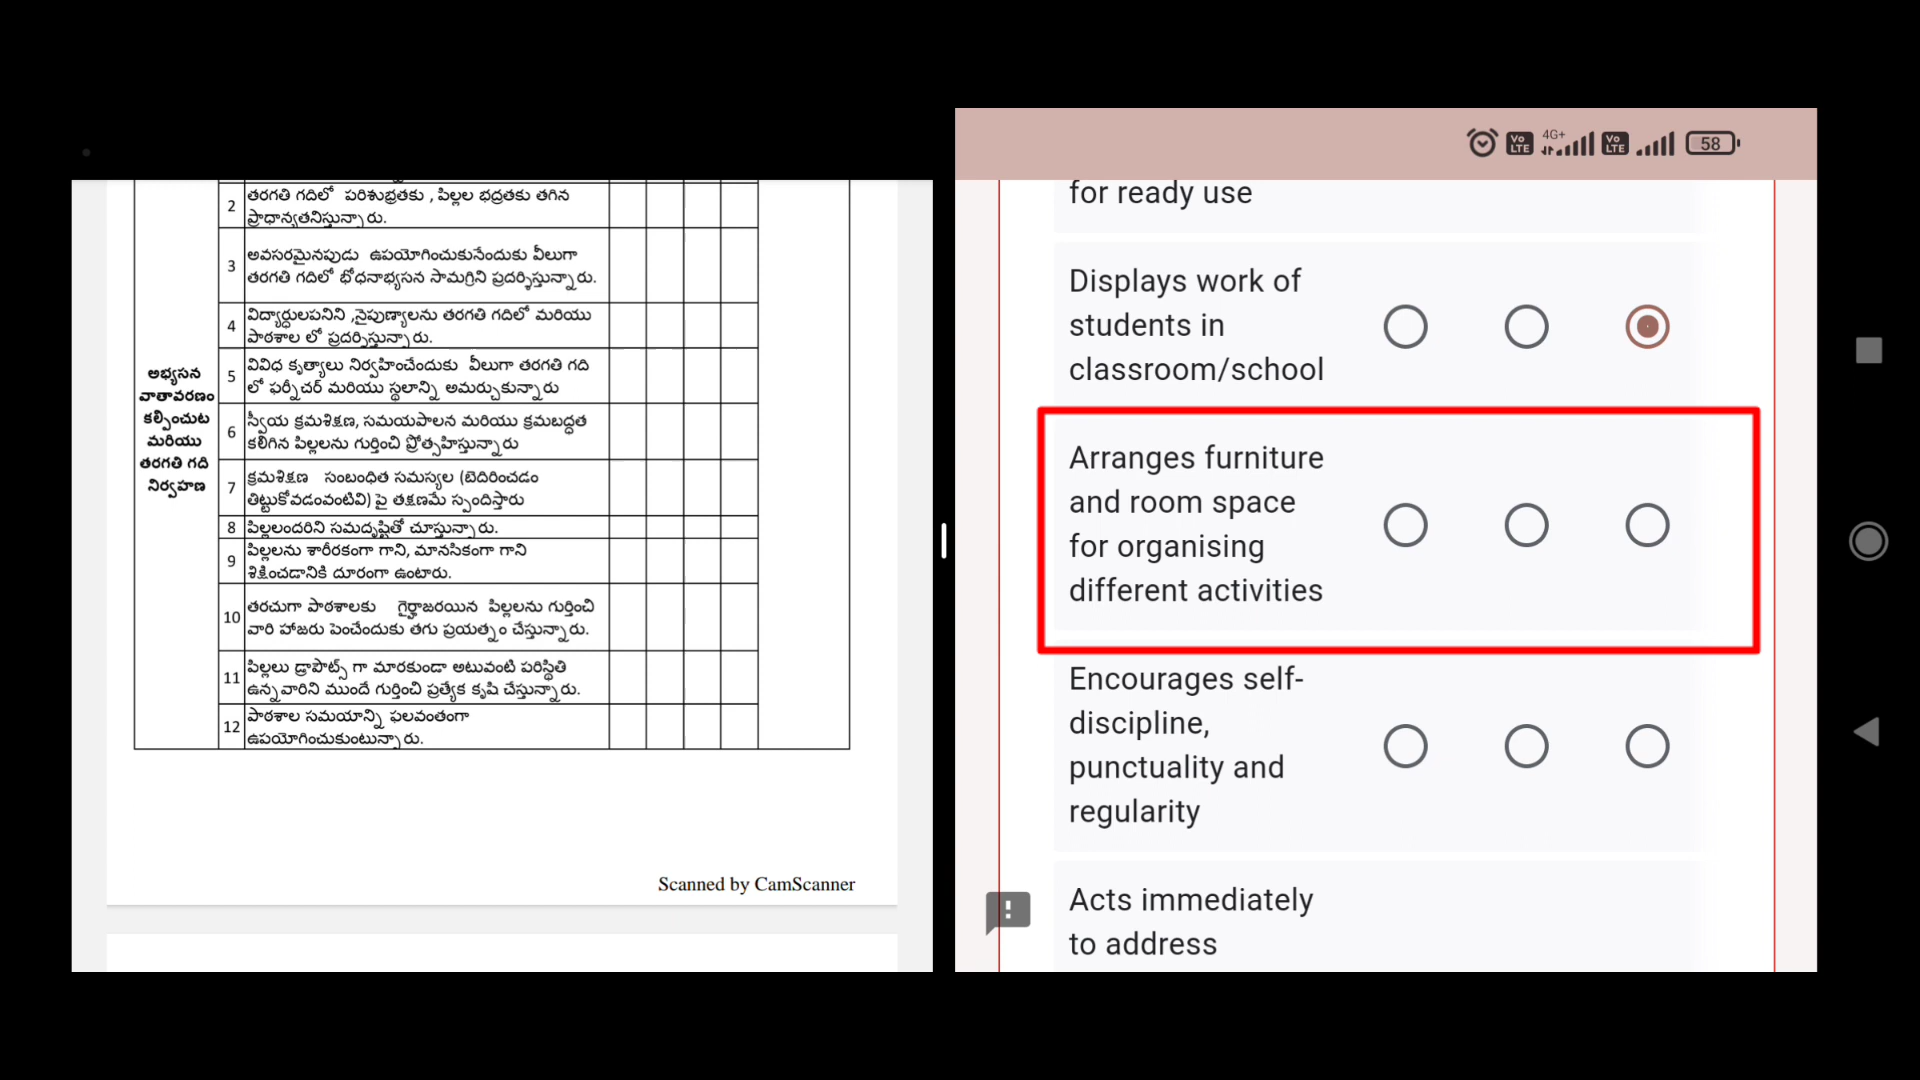 2
తరగతి గదిలో పరిశుభ్రతకు , పిల్లల భద్రతకు తగిన
ప్రాధాన్యతనిస్తున్నారు.
3
అవసరమైనపుడు ఉపయోగించుకునేందుకు వీలుగా
తరగతి గదిలో భోధనాభ్యసన సామగ్రిని ప్రదర్శిస్తున్నారు.
4
విద్యార్ధులపనిని ,నైపుణ్యాలను తరగతి గదిలో మరియు
పాఠశాల లో ప్రదర్శిస్తున్నారు.
5
వివిధ కృత్యాలు నిర్వహించేందుకు వీలుగా తరగతి గది
లో ఫర్నీచర్ మరియు స్థలాన్ని అమర్చుకున్నారు
6
స్వీయ క్రమశిక్షణ, సమయపాలన మరియు క్రమబద్ధత
కలిగిన పిల్లలను గుర్తించి ప్రోత్సహిస్తున్నారు
7
క్రమశిక్షణ సంబంధిత సమస్యల (బెదిరించడం
తిట్టుకోవడంవంటివి) పై తక్షణమే స్పందిస్తారు
8
పిల్లలందరిని సమదృష్టితో చూస్తున్నారు.
9
పిల్లలను శారీరకంగా గాని, మానసికంగా గాని
శిక్షించడానికి దూరంగా ఉంటారు.
10
తరచుగా పాఠశాలకు గైర్హాజరయిన పిల్లలను గుర్తించి
వారి హాజరు పెంచేందుకు తగు ప్రయత్నం చేస్తున్నారు.
11
పిల్లలు డ్రాపౌట్స్ గా మారకుండా అటువంటి పరిస్థితి
ఉన్నవారిని ముందే గుర్తించి ప్రత్యేక కృషి చేస్తున్నారు.
12
పాఠశాల సమయాన్ని ఫలవంతంగా
ఉపయోగించుకుంటున్నారు.
అభ్యసన
వాతావరణం
కల్పించుట
మరియు
తరగతి గది
నిర్వహణ
Scanned by CamScanner
Vo LTE
4G+
Vo LTE
58
for ready use
Displays work of
students in
classroom/school
Arranges furniture
and room space
for organising
different activities
Encourages self-
discipline,
punctuality and
regularity
Acts immediately
to address